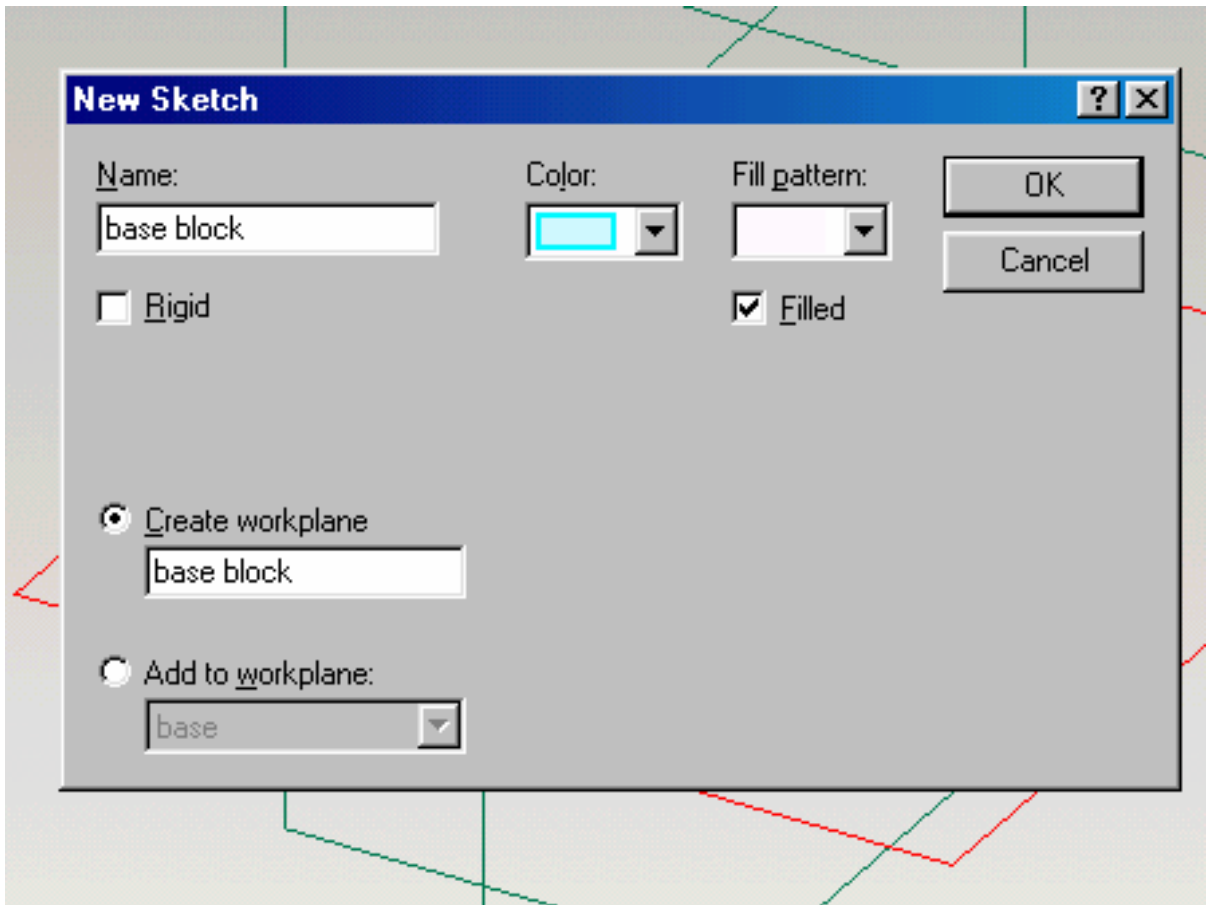 New Sketch
Name: Color: Fill pattern: OK
base block
Cancel
Rigid Filled
Create workplane
base block
Add to workplane:
base